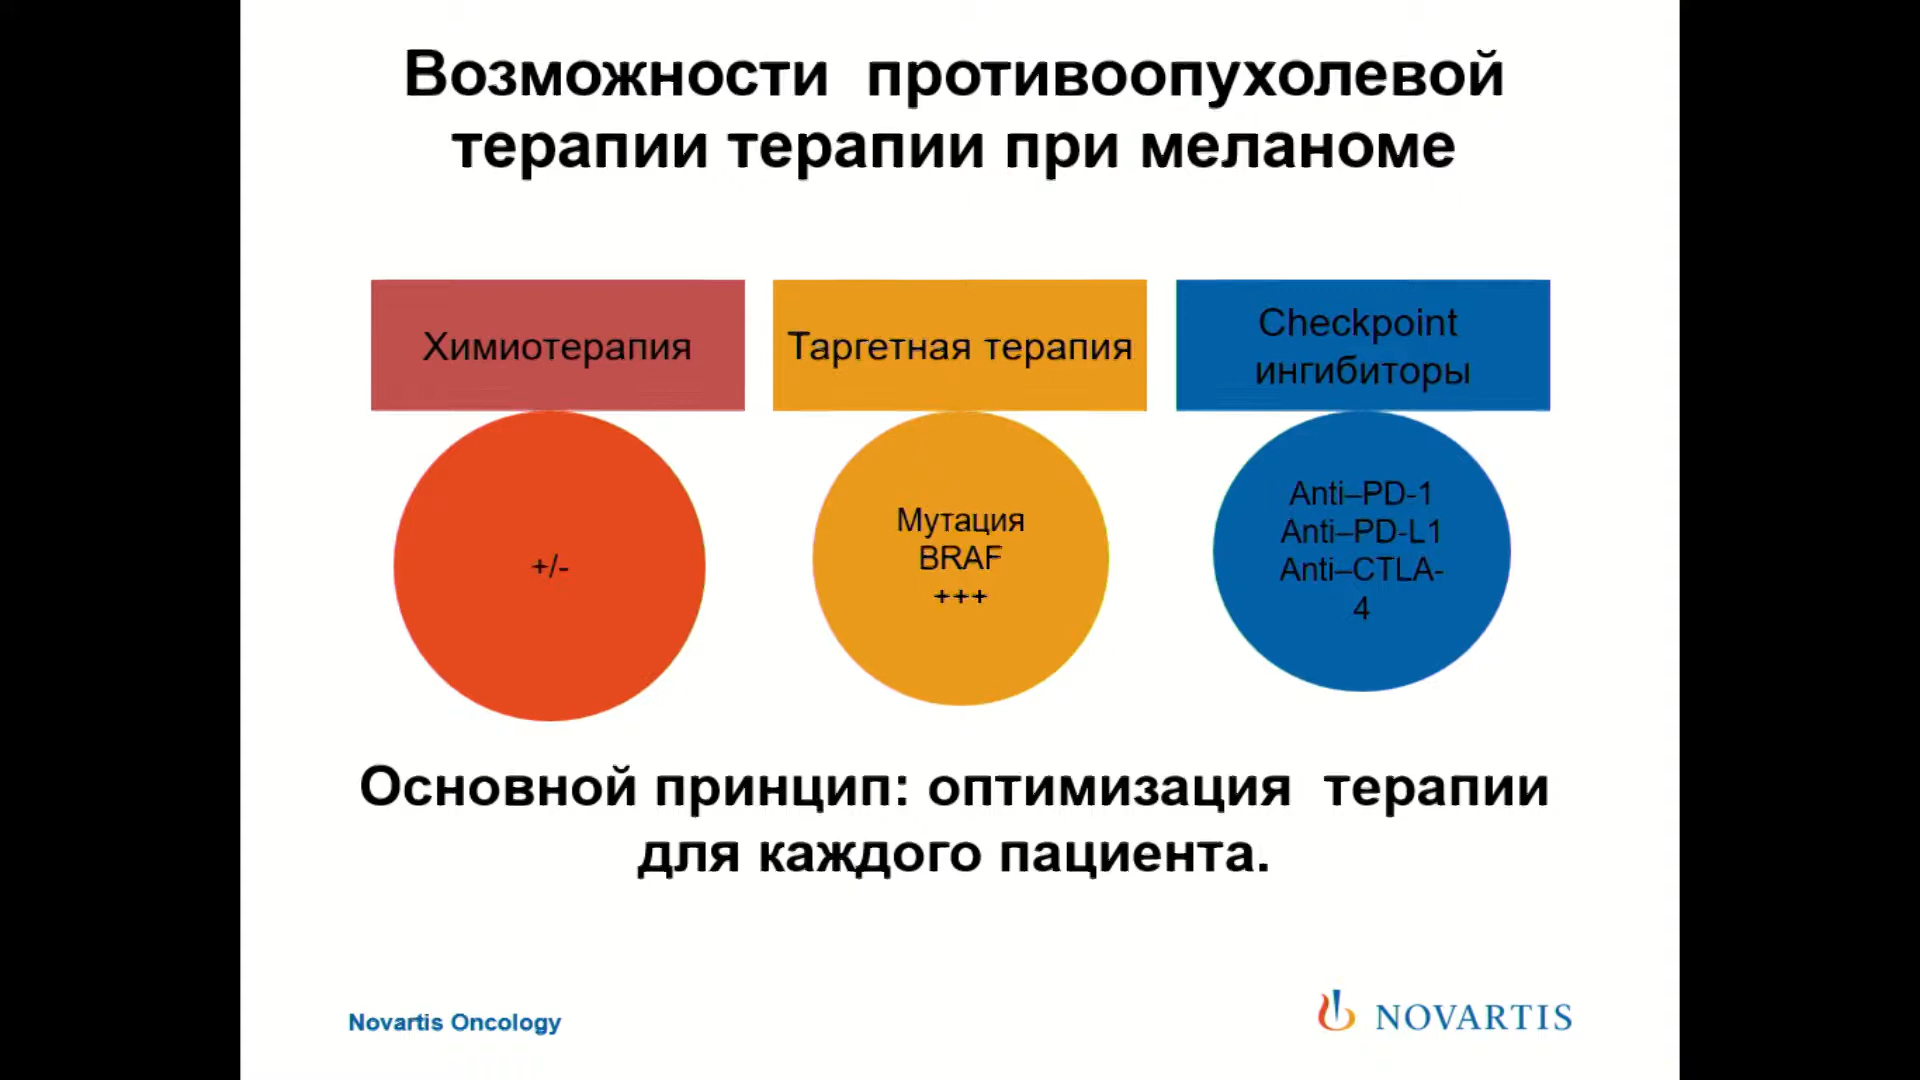 Возможности противоопухолевой
терапии терапии при меланоме
Химиотерапия
Таргетная терапия
Checkpoint
ингибиторы
+/-
Мутация
BRAF
+++
Anti–PD-1
Anti–PD-L1
Anti–CTLA-
4
Основной принцип: оптимизация терапии
для каждого пациента.
Novartis Oncology
NOVARTIS